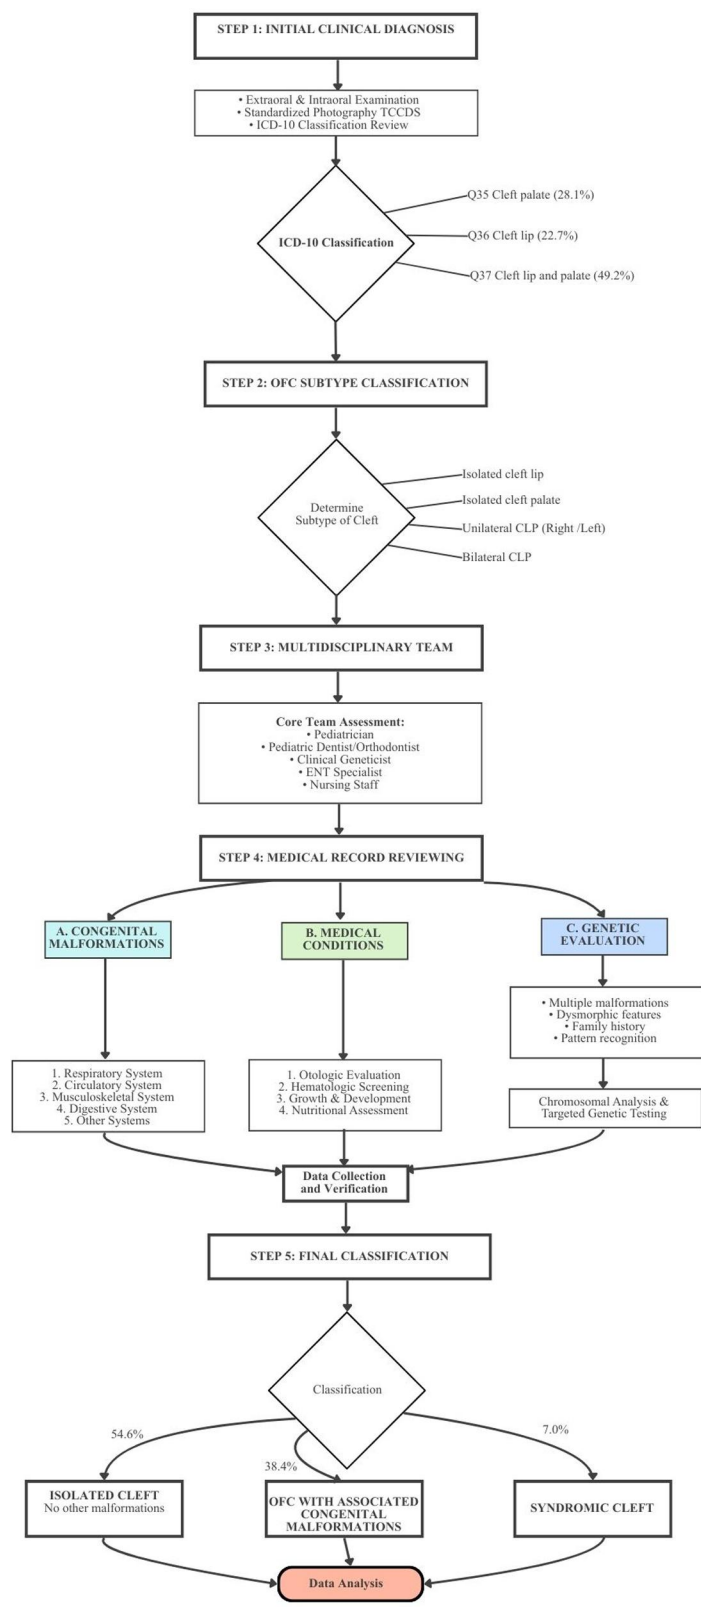 STEP 1: INITIAL CLINICAL DIAGNOSIS
• Extraoral & Intraoral Examination
• Standardized Photography TCCDS
• ICD-10 Classification Review
ICD-10 Classification
Q35 Cleft palate (28.1%)
Q36 Cleft lip (22.7%)
Q37 Cleft lip and palate (49.2%)
STEP 2: OFC SUBTYPE CLASSIFICATION
Determine
Subtype of Cleft
Isolated cleft lip
Isolated cleft palate
Unilateral CLP (Right /Left)
Bilateral CLP
STEP 3: MULTIDISCIPLINARY TEAM
Core Team Assessment:
• Pediatrician
• Pediatric Dentist/Orthodontist
• Clinical Geneticist
• ENT Specialist
• Nursing Staff
STEP 4: MEDICAL RECORD REVIEWING
A. CONGENITAL
MALFORMATIONS
1. Respiratory System
2. Circulatory System
3. Musculoskeletal System
4. Digestive System
5. Other Systems
B. MEDICAL
CONDITIONS
1. Otologic Evaluation
2. Hematologic Screening
3. Growth & Development
4. Nutritional Assessment
C. GENETIC
EVALUATION
• Multiple malformations
• Dysmorphic features
• Family history
• Pattern recognition
Chromosomal Analysis &
Targeted Genetic Testing
Data Collection
and Verification
STEP 5: FINAL CLASSIFICATION
Classification
54.6%
38.4%
7.0%
ISOLATED CLEFT
No other malformations
OFC WITH ASSOCIATED
CONGENITAL
MALFORMATIONS
SYNDROMIC CLEFT
Data Analysis